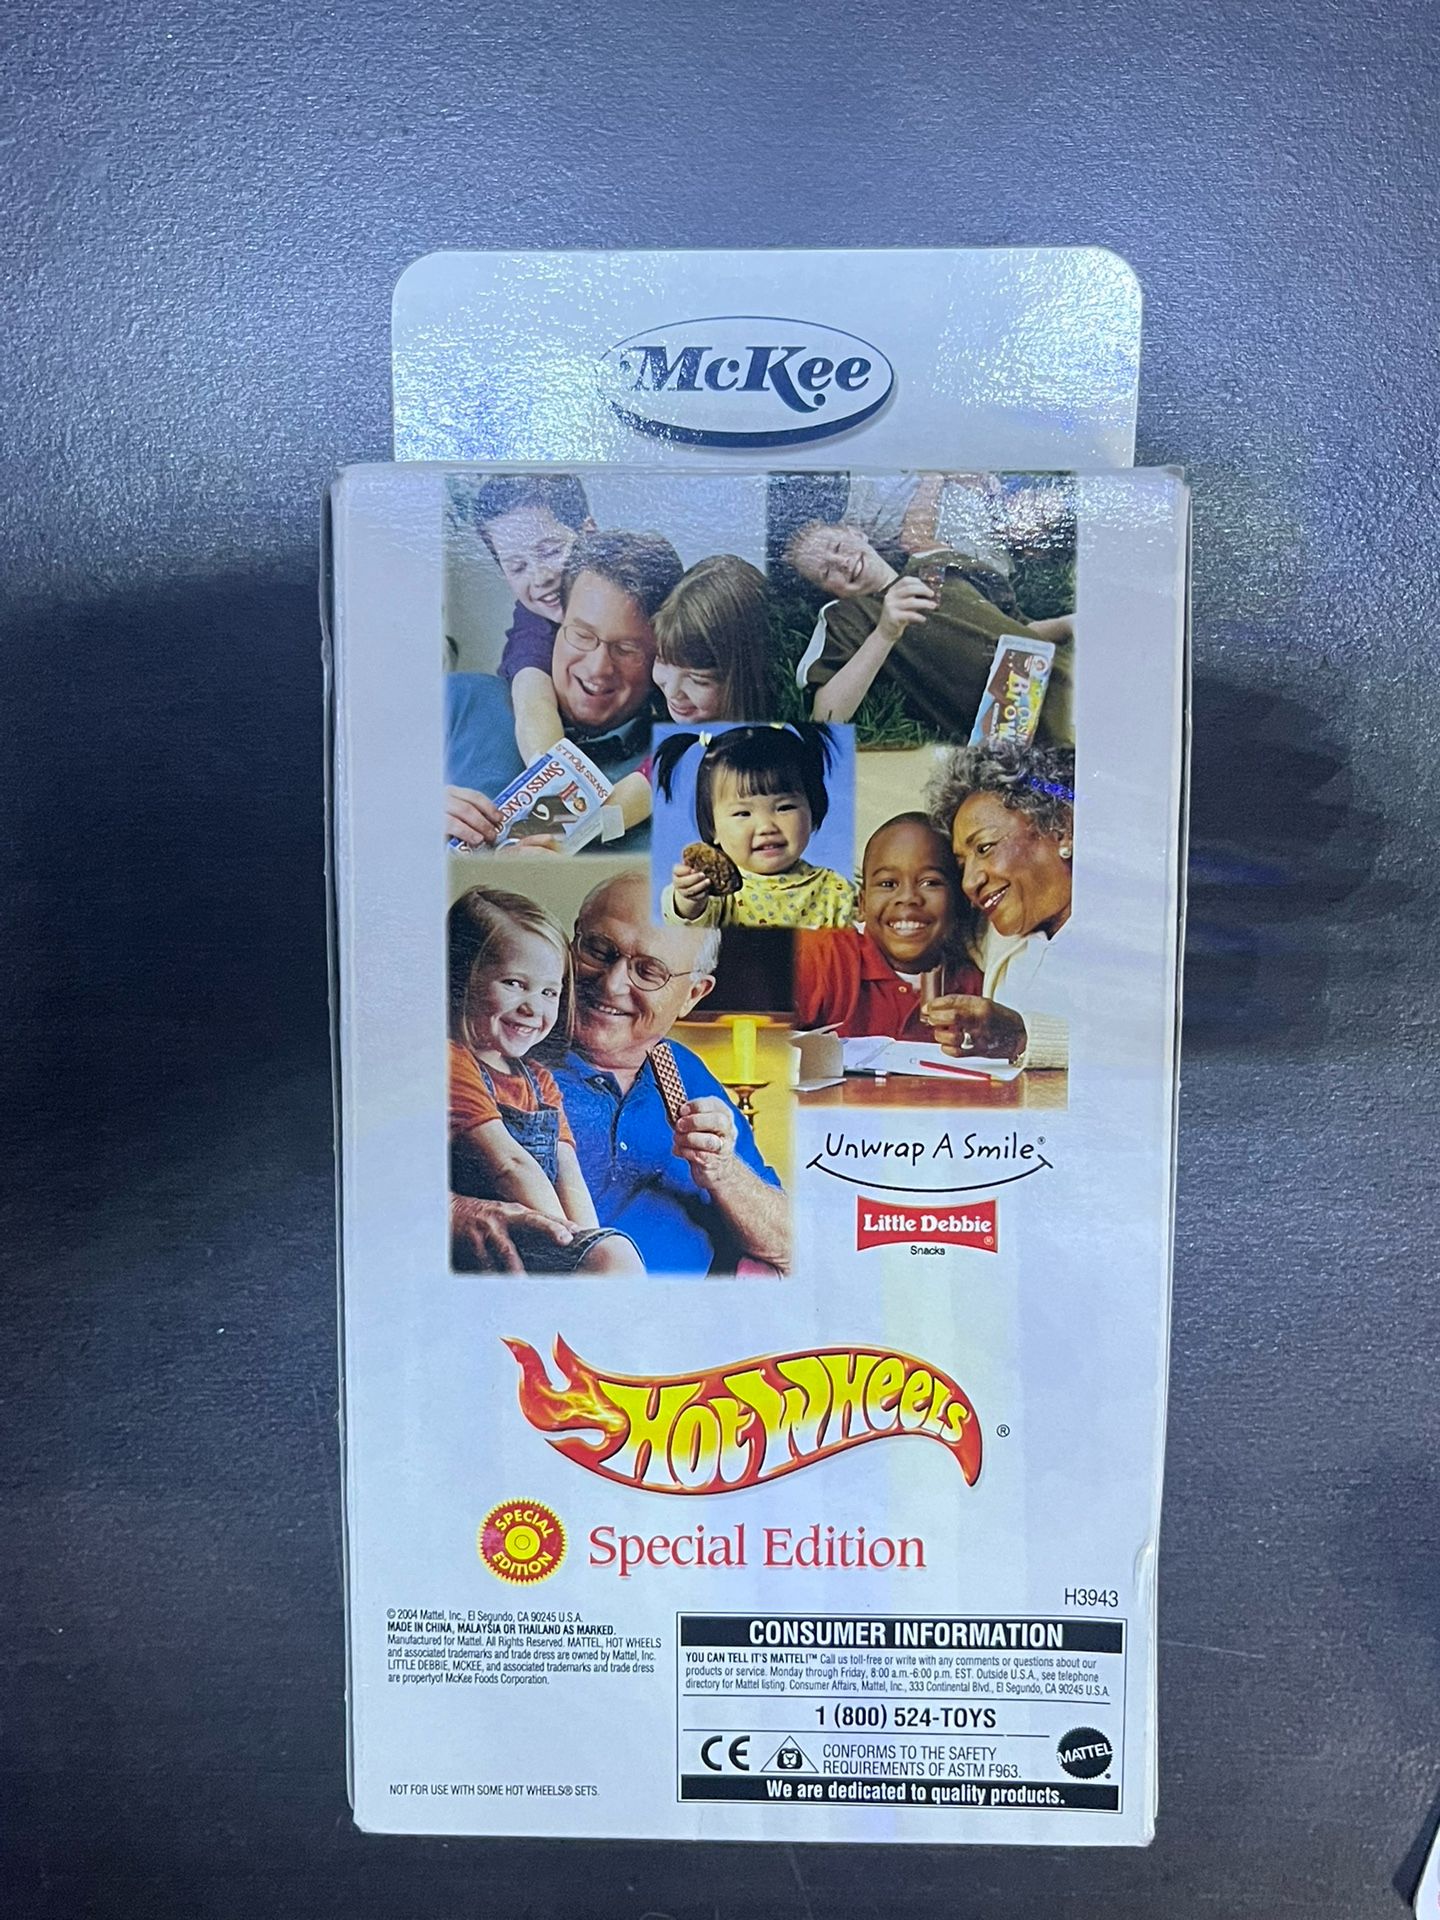 McKee
SWISS ROLLS
SWISS CAKE
Unwrap A Smile®
Little Debbie®
Snacks
HOT WHEELS®
SPECIAL EDITION
Special Edition
H3943
© 2004 Mattel, Inc., El Segundo, CA 90245 U.S.A.
MADE IN CHINA, MALAYSIA OR THAILAND AS MARKED.
Manufactured for Mattel. All Rights Reserved. MATTEL, HOT WHEELS
and associated trademarks and trade dress are owned by Mattel, Inc.
LITTLE DEBBIE, MCKEE, and associated trademarks and trade dress
are propertyof McKee Foods Corporation.
NOT FOR USE WITH SOME HOT WHEELS® SETS.
CONSUMER INFORMATION
YOU CAN TELL IT'S MATTEL!™ Call us toll-free or write with any comments or questions about our
products or service. Monday through Friday, 8:00 a.m.-6:00 p.m. EST. Outside U.S.A., see telephone
directory for Mattel listing. Consumer Affairs, Mattel, Inc., 333 Continental Blvd., El Segundo, CA 90245 U.S.A.
1 (800) 524-TOYS
CE
CONFORMS TO THE SAFETY
REQUIREMENTS OF ASTM F963.
MATTEL
We are dedicated to quality products.